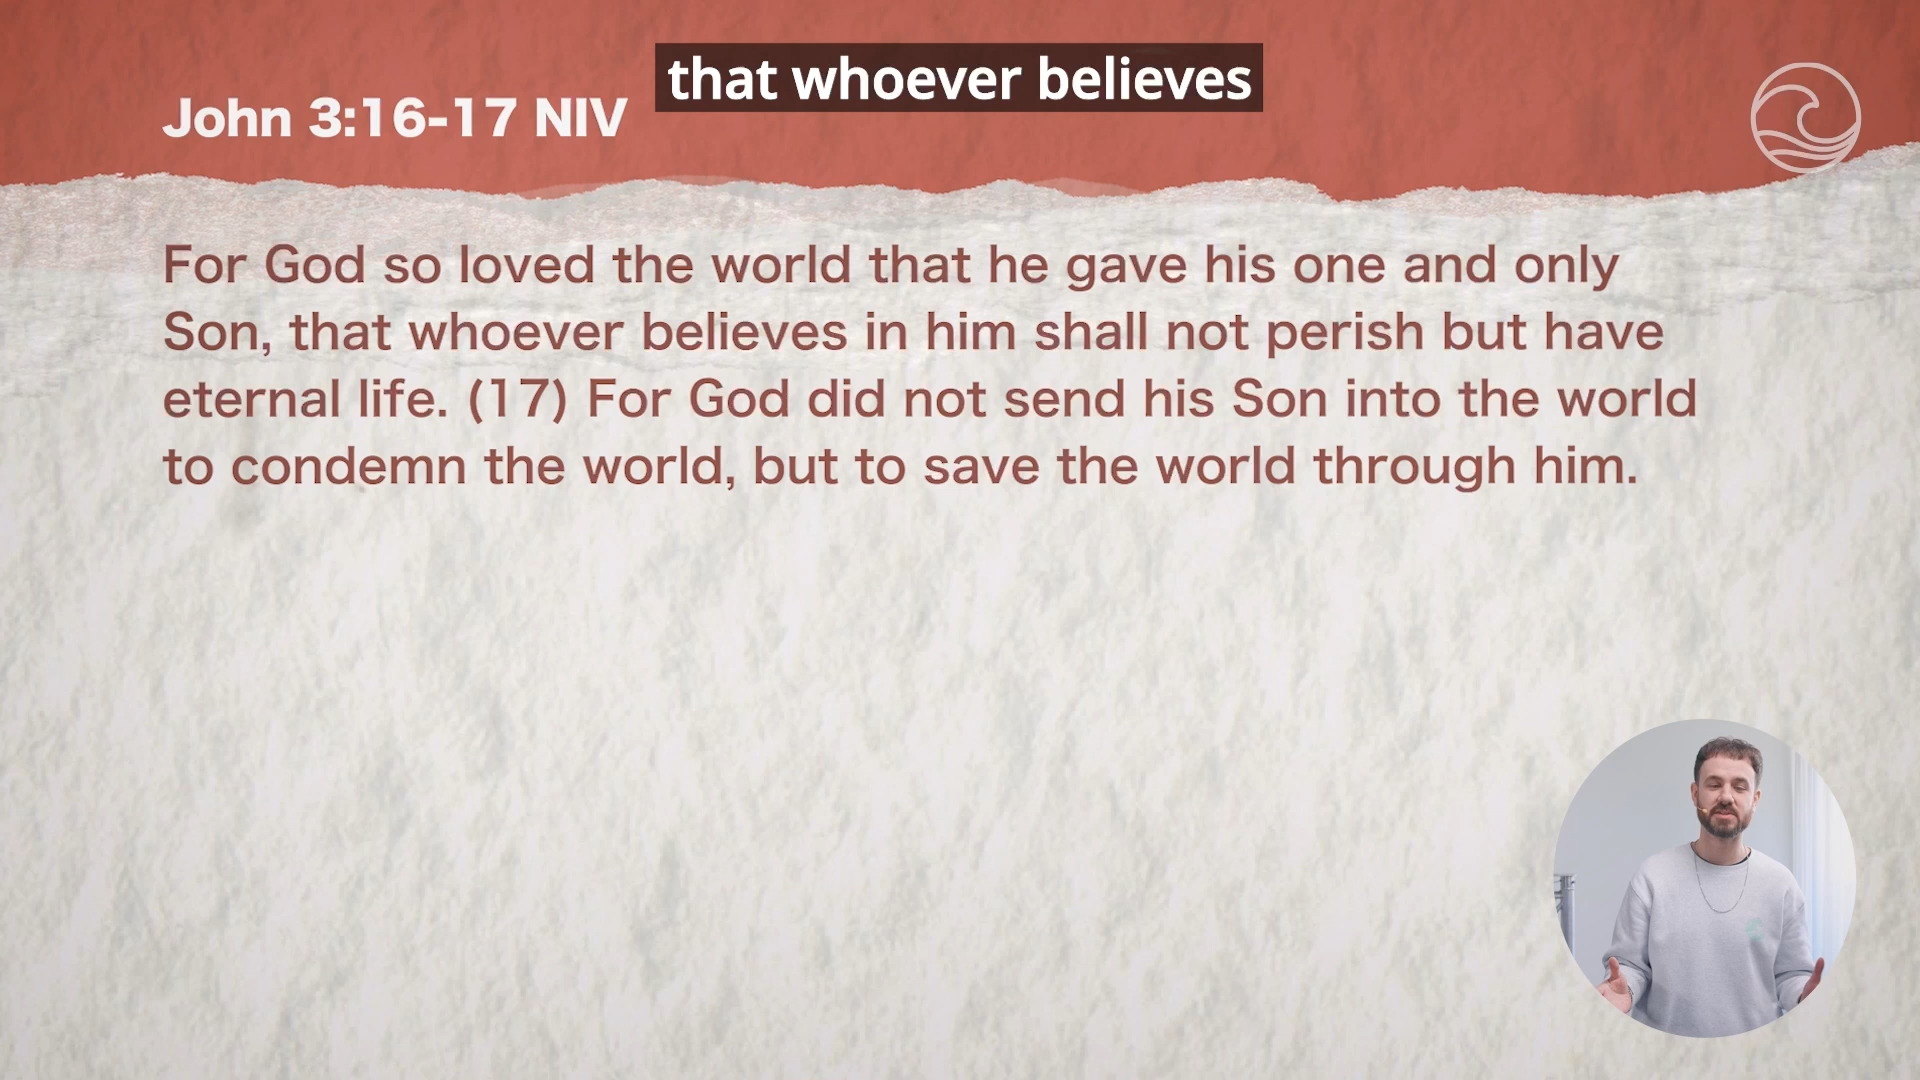 that whoever believes
John 3:16-17 NIV
For God so loved the world that he gave his one and only
Son, that whoever believes in him shall not perish but have
eternal life. (17) For God did not send his Son into the world
to condemn the world, but to save the world through him.